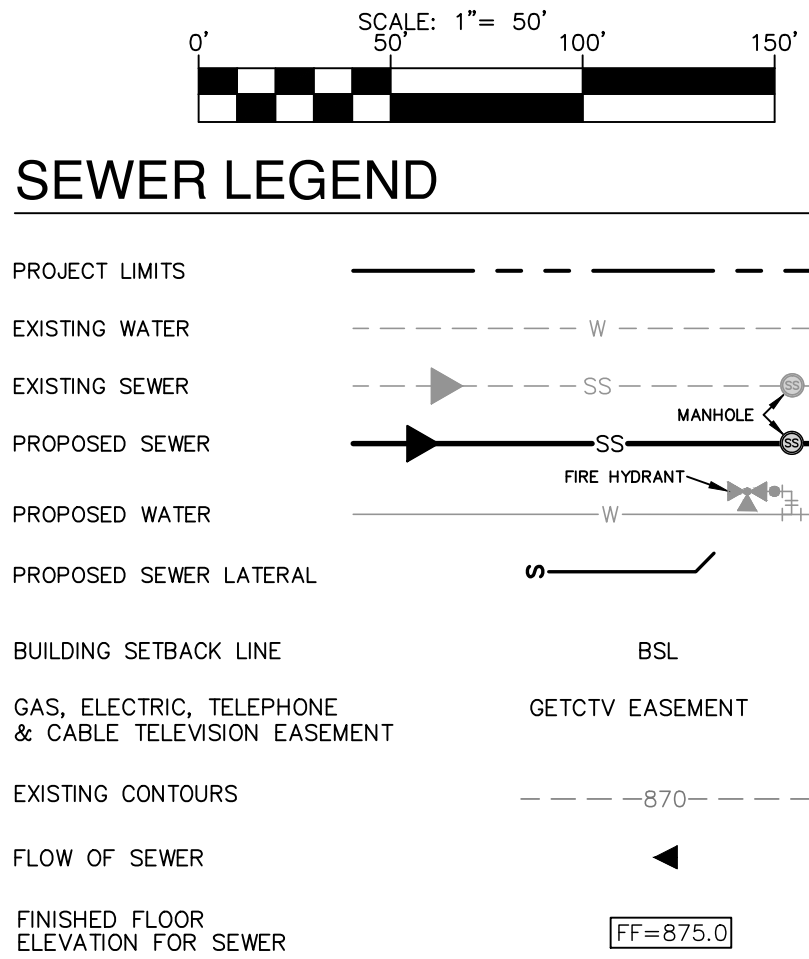 SCALE: 1"= 50'
0' 50' 100' 150'
SEWER LEGEND
PROJECT LIMITS
EXISTING WATER W
EXISTING SEWER SS SS
MANHOLE
PROPOSED SEWER SS SS
FIRE HYDRANT
PROPOSED WATER W
PROPOSED SEWER LATERAL S
BUILDING SETBACK LINE BSL
GAS, ELECTRIC, TELEPHONE GETCTV EASEMENT
& CABLE TELEVISION EASEMENT
EXISTING CONTOURS 870
FLOW OF SEWER
FINISHED FLOOR
ELEVATION FOR SEWER FF=875.0